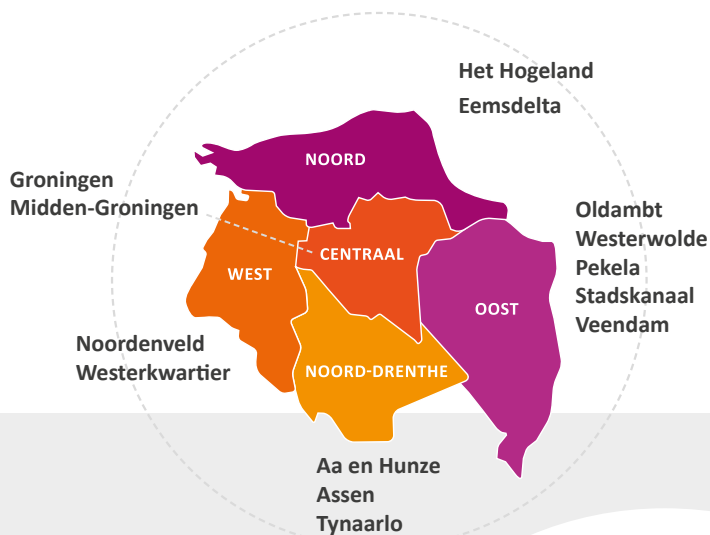 Het Hogeland
Eemsdelta
NOORD
Groningen
Midden-Groningen
Oldambt
Westerwolde
Pekela
Stadskanaal
Veendam
CENTRAAL
WEST
OOST
Noordenveld
Westerkwartier
NOORD-DRENTHE
Aa en Hunze
Assen
Tynaarlo